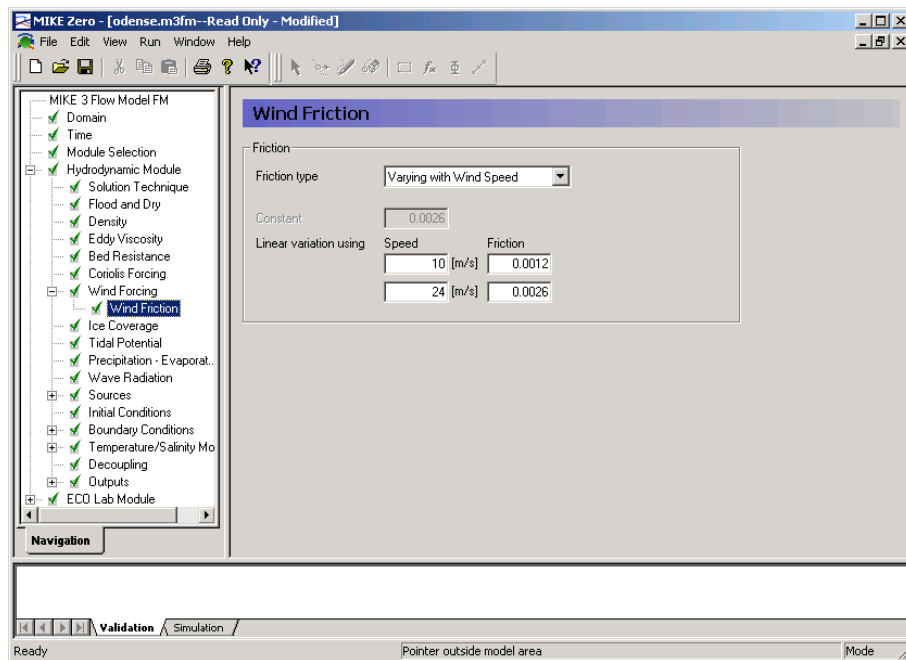 MIKE Zero - [odense.m3fm--Read Only - Modified]
File Edit View Run Window Help
MIKE 3 Flow Model FM
Domain
Time
Module Selection
Hydrodynamic Module
Solution Technique
Flood and Dry
Density
Eddy Viscosity
Bed Resistance
Coriolis Forcing
Wind Forcing
Wind Friction
Ice Coverage
Tidal Potential
Precipitation - Evaporat..
Wave Radiation
Sources
Initial Conditions
Boundary Conditions
Temperature/Salinity Mo
Decoupling
Outputs
ECO Lab Module
Navigation
Wind Friction
Friction
Friction type Varying with Wind Speed
Constant 0.0026
Linear variation using Speed Friction
10 [m/s] 0.0012
24 [m/s] 0.0026
Validation Simulation
Ready Pointer outside model area Mode